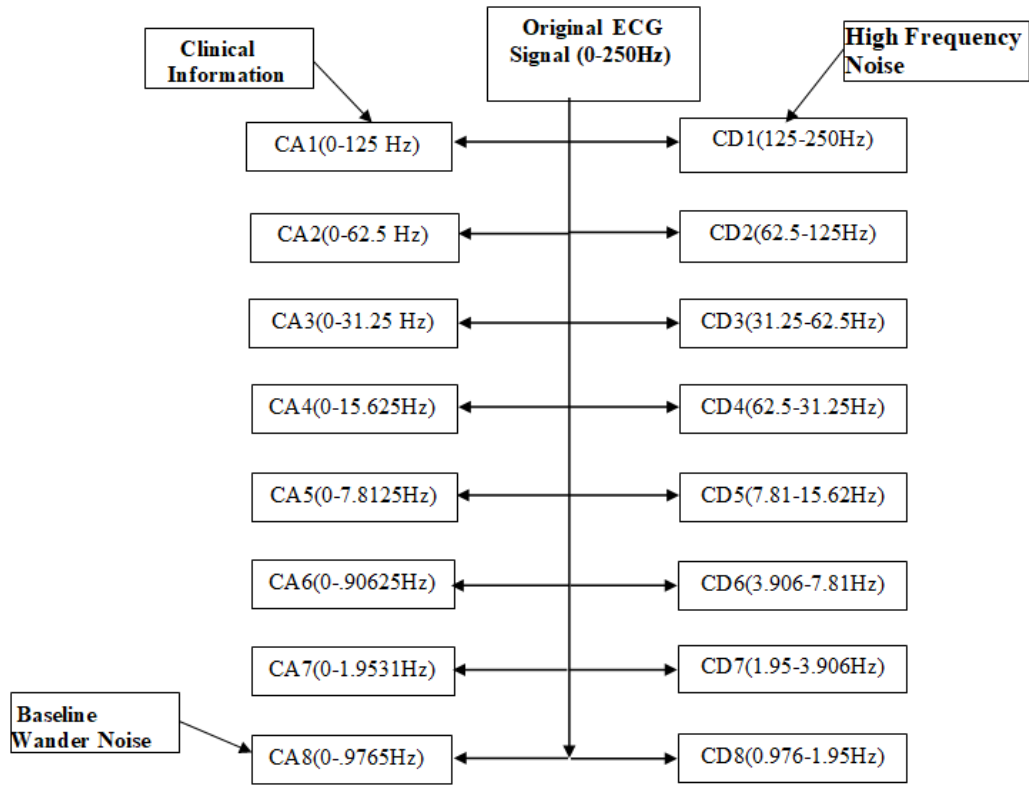 Clinical
Information
Original ECG
Signal (0-250Hz)
High Frequency
Noise
CA1(0-125 Hz)
CD1(125-250Hz)
CA2(0-62.5 Hz)
CD2(62.5-125Hz)
CA3(0-31.25 Hz)
CD3(31.25-62.5Hz)
CA4(0-15.625Hz)
CD4(62.5-31.25Hz)
CA5(0-7.8125Hz)
CD5(7.81-15.62Hz)
CA6(0-.90625Hz)
CD6(3.906-7.81Hz)
CA7(0-1.9531Hz)
CD7(1.95-3.906Hz)
Baseline
Wander Noise
CA8(0-.9765Hz)
CD8(0.976-1.95Hz)